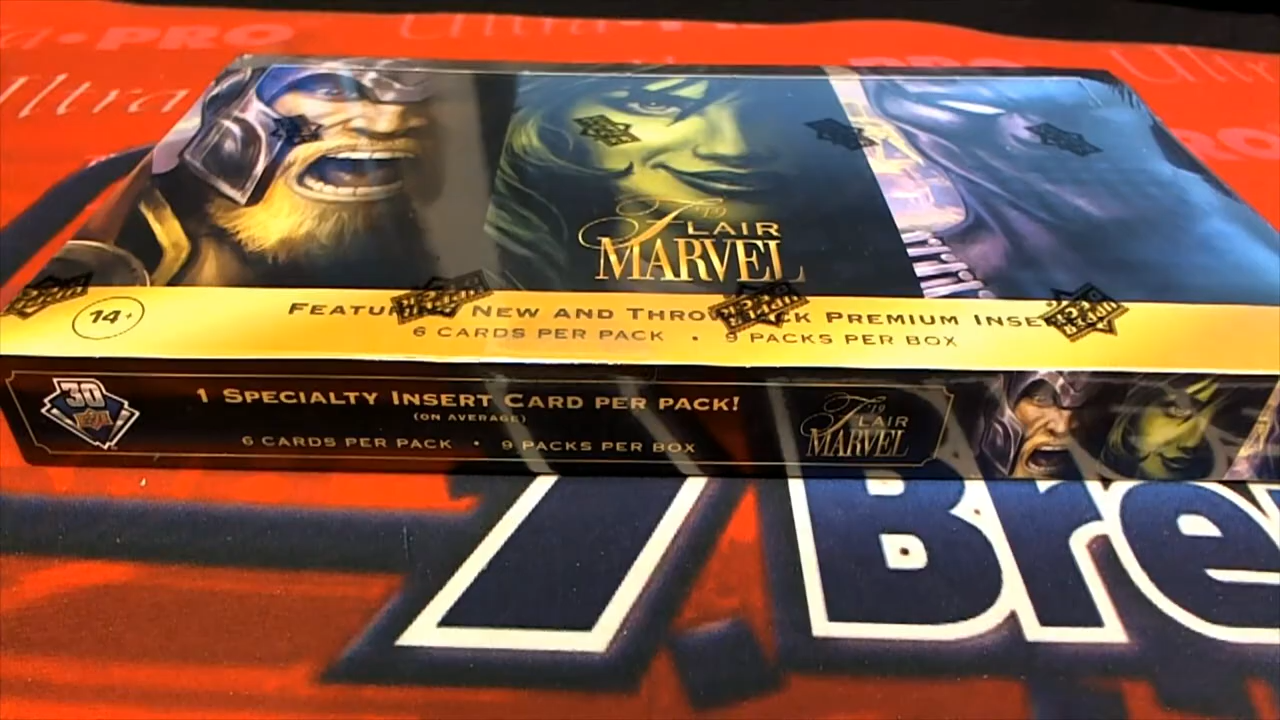 PRO
Ultra
'19
FLAIR
MARVEL
14+
FEATURING NEW AND THROWBACK PREMIUM INSE
6 CARDS PER PACK • 9 PACKS PER BOX
30
1 SPECIALTY INSERT CARD PER PACK!
(ON AVERAGE)
6 CARDS PER PACK • 9 PACKS PER BOX
'19
FLAIR
MARVEL
Bre